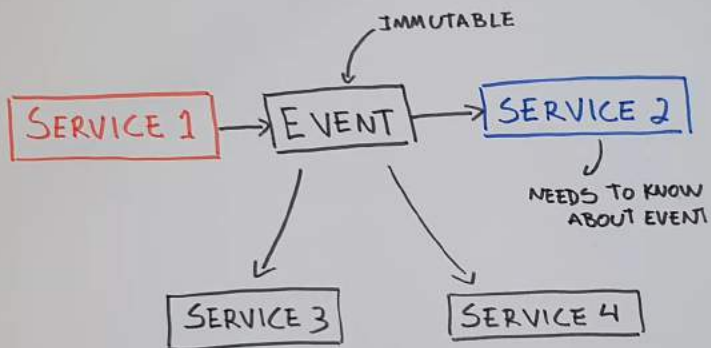 IMMUTABLE
SERVICE 1
EVENT
SERVICE 2
NEEDS TO KNOW
ABOUT EVENT
SERVICE 3
SERVICE 4